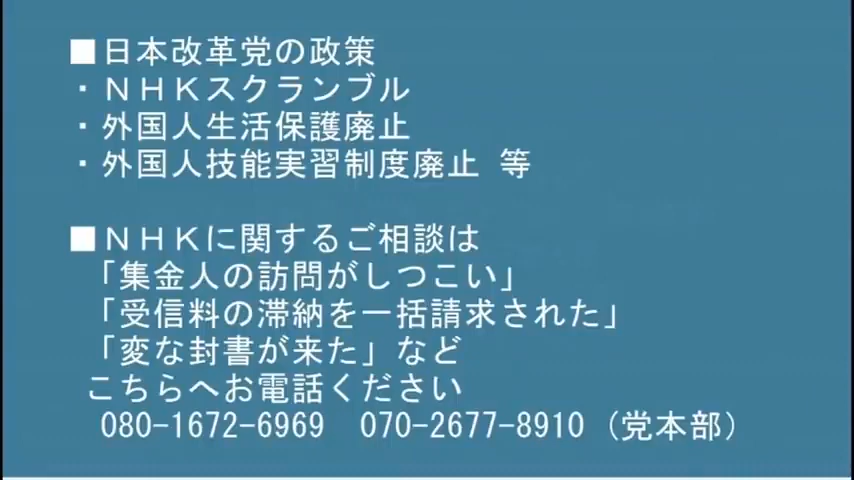 ■日本改革党の政策
・ＮＨＫスクランブル
・外国人生活保護廃止
・外国人技能実習制度廃止 等
■ＮＨＫに関するご相談は
「集金人の訪問がしつこい」
「受信料の滞納を一括請求された」
「変な封書が来た」など
こちらへお電話ください
080-1672-6969　070-2677-8910（党本部）